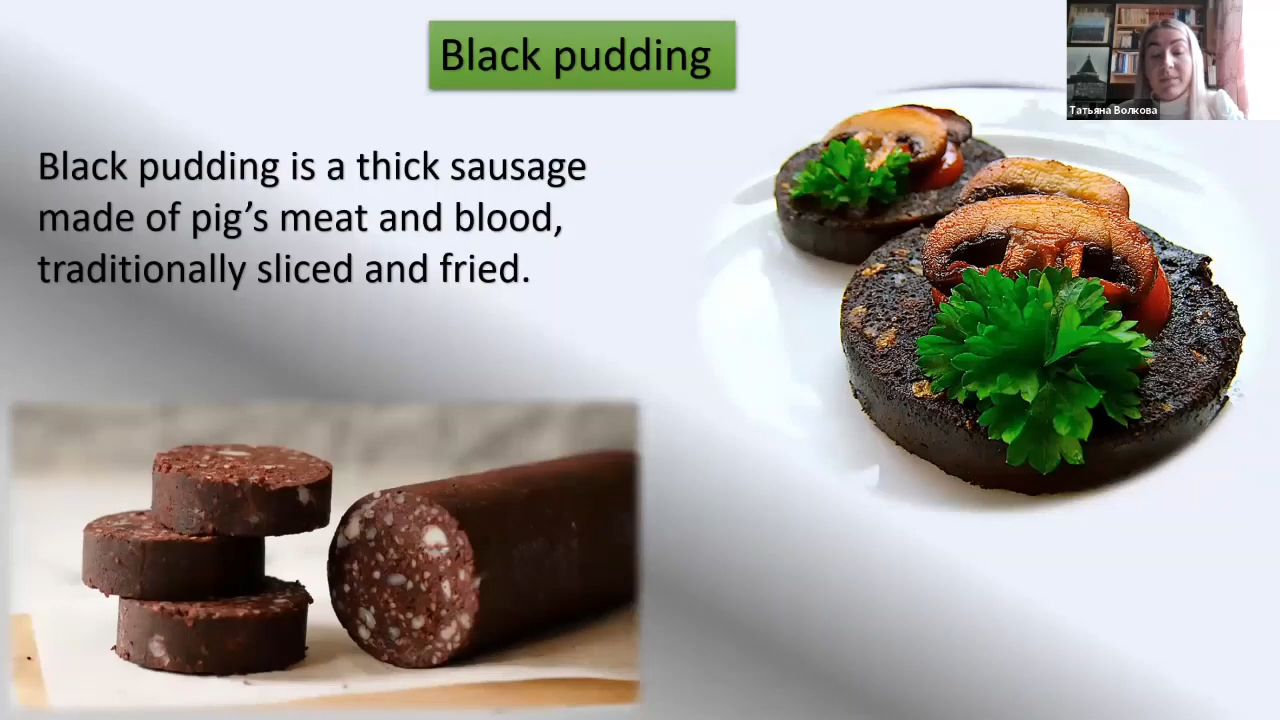 Black pudding
Татьяна Волкова
Black pudding is a thick sausage
made of pig’s meat and blood,
traditionally sliced and fried.